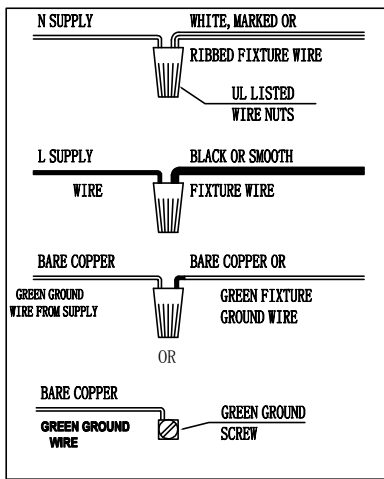 N SUPPLY
WHITE, MARKED OR
RIBBED FIXTURE WIRE
UL LISTED
WIRE NUTS
L SUPPLY
WIRE
BLACK OR SMOOTH
FIXTURE WIRE
BARE COPPER
GREEN GROUND
WIRE FROM SUPPLY
BARE COPPER OR
GREEN FIXTURE
GROUND WIRE
OR
BARE COPPER
GREEN GROUND
WIRE
GREEN GROUND
SCREW